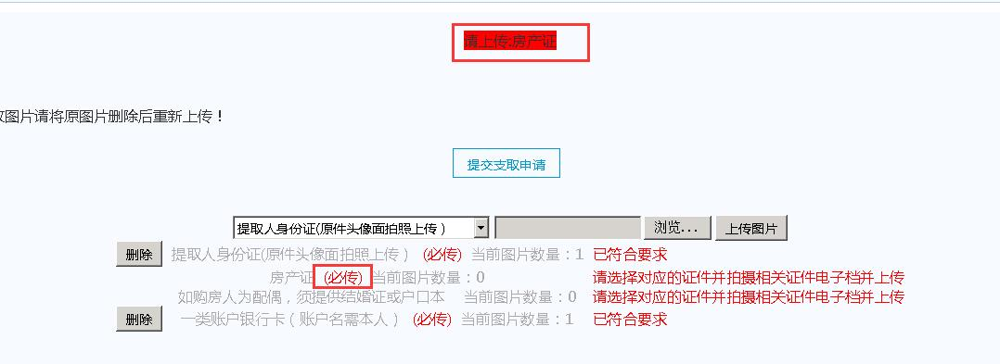 请上传:房产证
改图片请将原图片删除后重新上传！
提交支取申请
提取人身份证(原件头像面拍照上传） 浏览... 上传图片
删除 提取人身份证(原件头像面拍照上传） (必传) 当前图片数量：1 已符合要求
房产证 (必传) 当前图片数量：0 请选择对应的证件并拍摄相关证件电子档并上传
如购房人为配偶，须提供结婚证或户口本 当前图片数量：0 请选择对应的证件并拍摄相关证件电子档并上传
删除 一类账户银行卡（账户名需本人） (必传) 当前图片数量：1 已符合要求